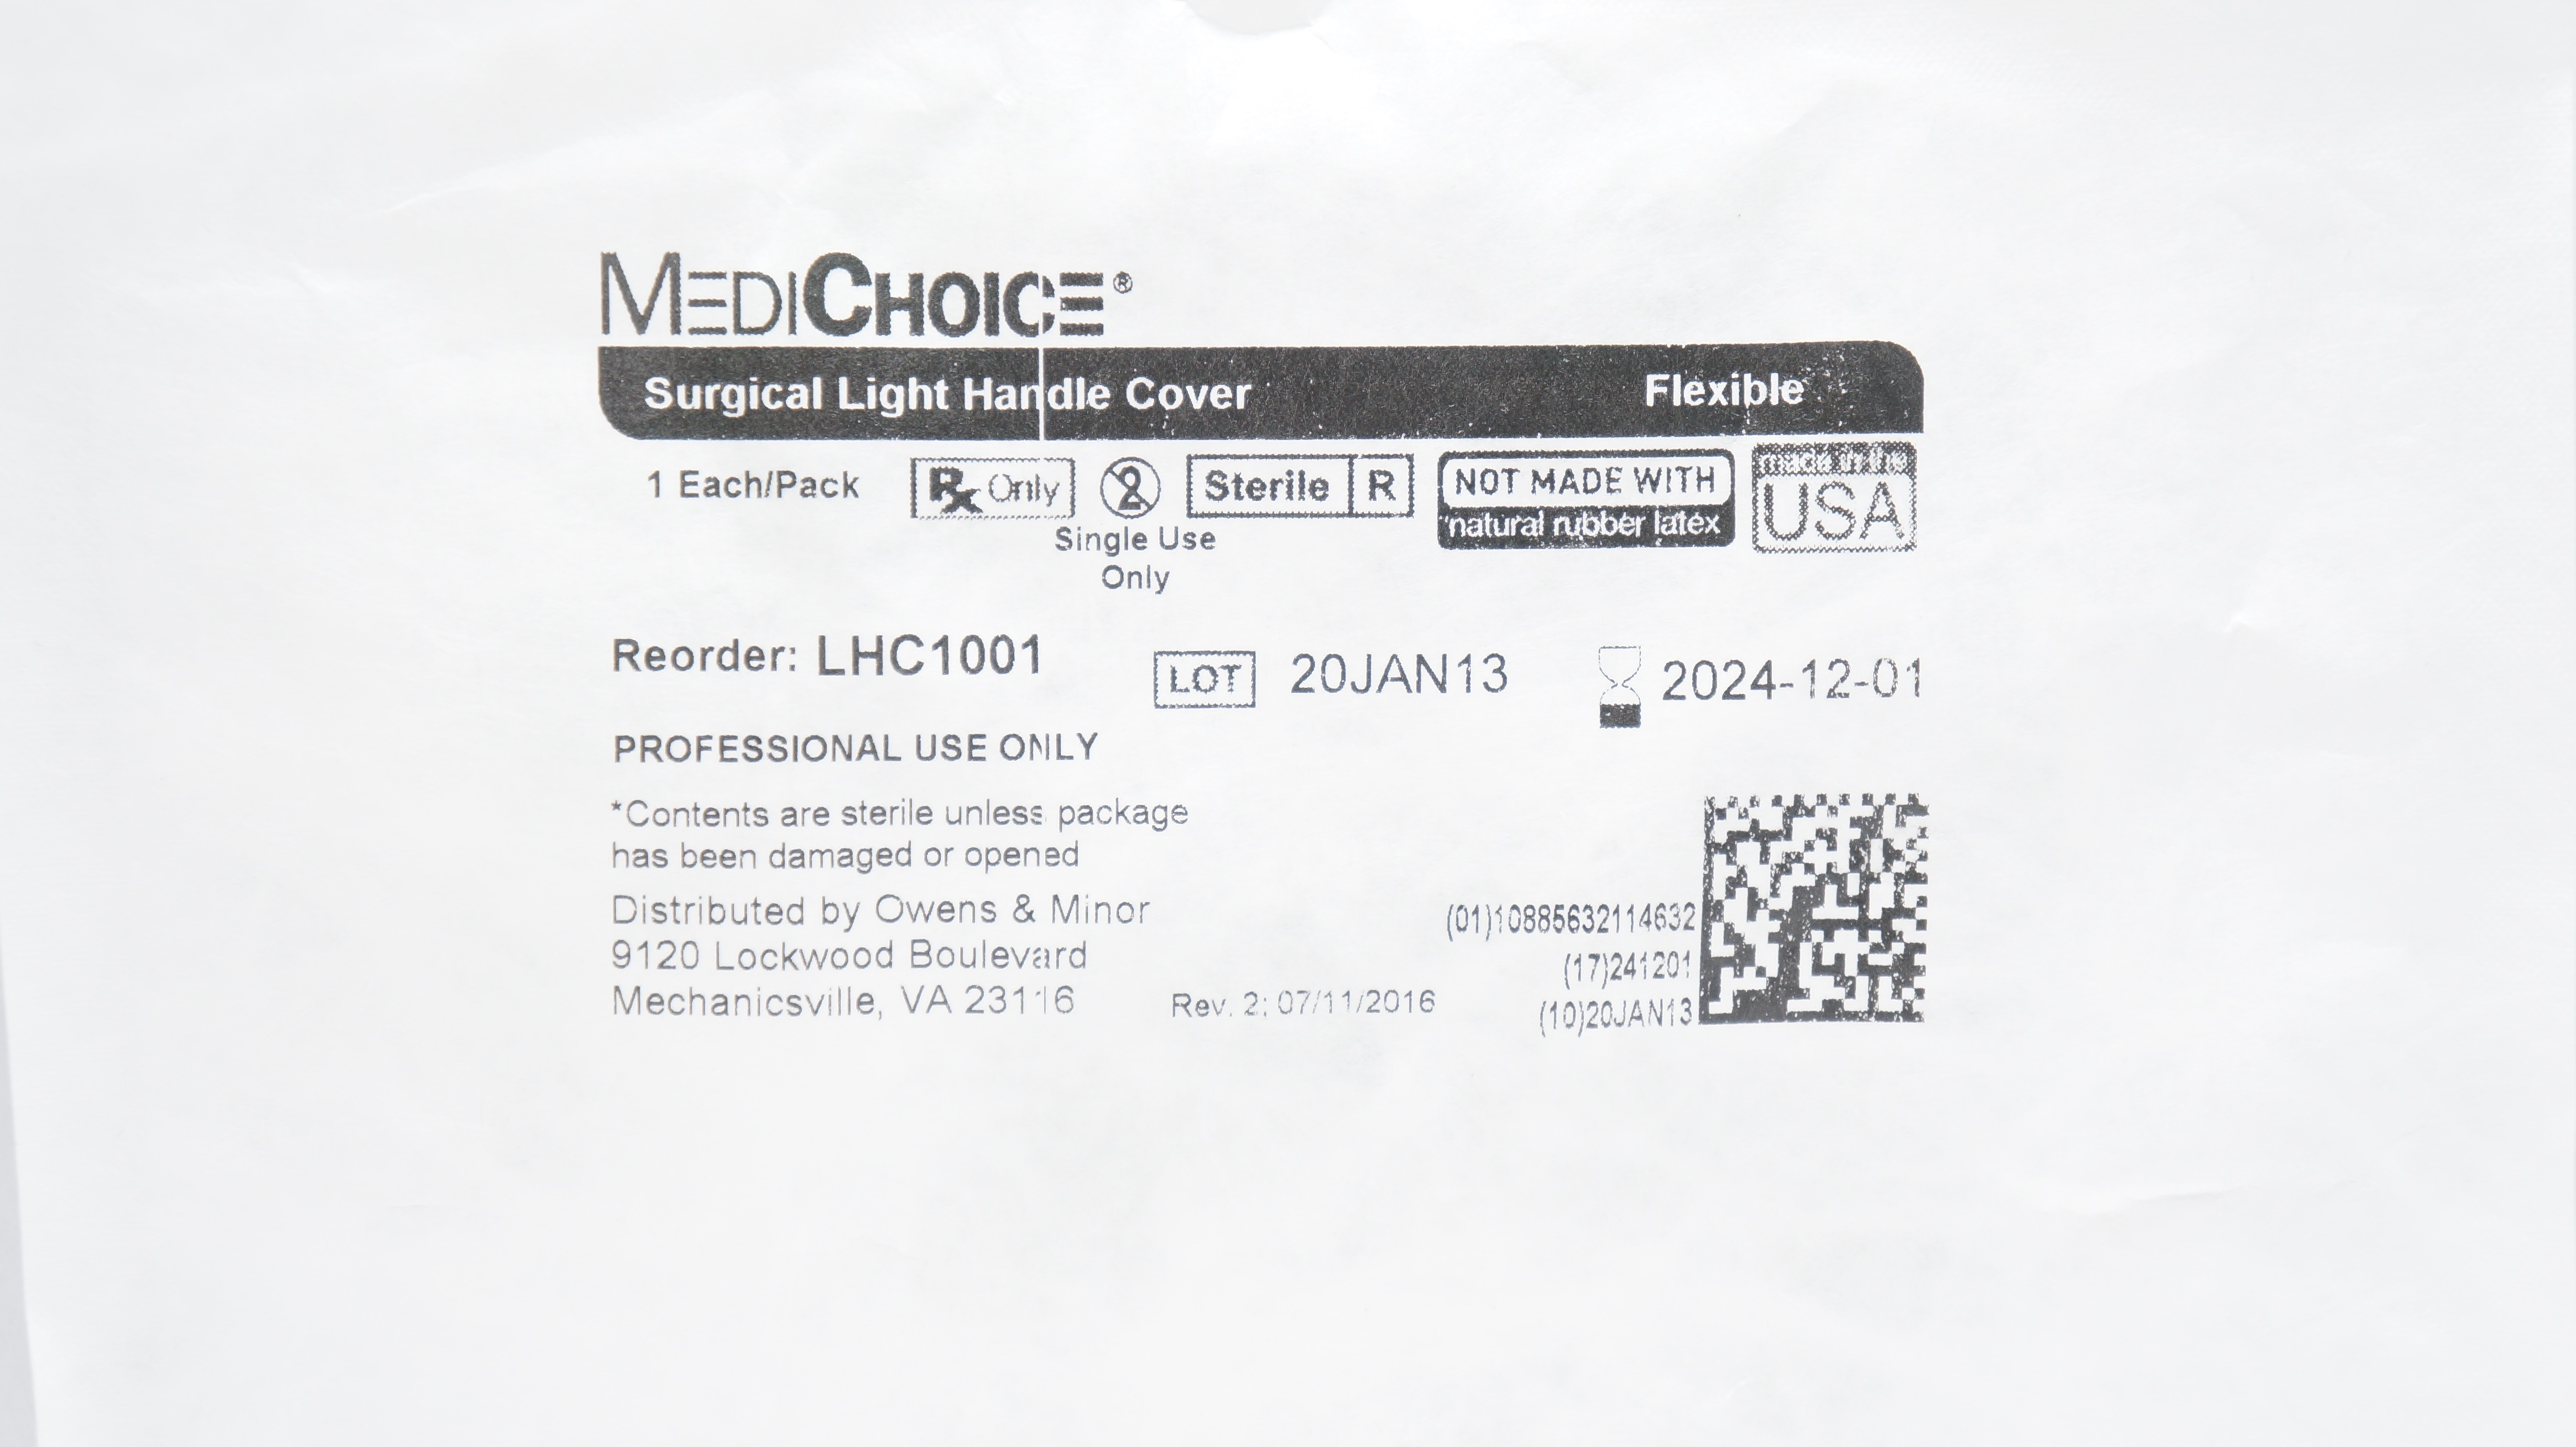 MEDICHOICE®
Surgical Light Handle Cover Flexible
1 Each/Pack Rx Only 2 Sterile R NOT MADE WITH made in the
natural rubber latex USA
Single Use
Only
Reorder: LHC1001 LOT 20JAN13 2024-12-01
PROFESSIONAL USE ONLY
*Contents are sterile unless package
has been damaged or opened
Distributed by Owens & Minor
9120 Lockwood Boulevard
Mechanicsville, VA 23116 Rev. 2; 07/11/2016
(01)10885632114632
(17)241201
(10)20JAN13